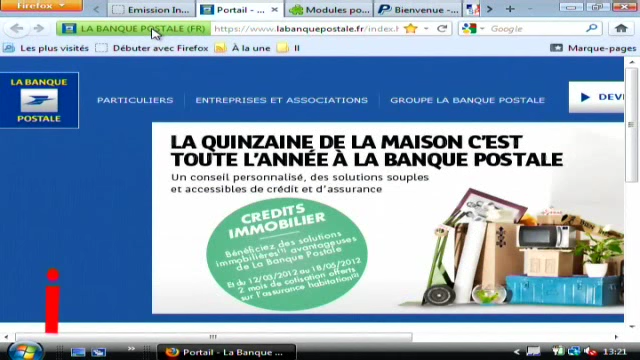 Firefox
Emission In...
Portail - ...
Modules po...
Bienvenue - ...
LA BANQUE POSTALE (FR)
https://www.labanquepostale.fr/index.h
Google
Les plus visités
Débuter avec Firefox
À la une
II
Marque-pages
LA BANQUE
POSTALE
PARTICULIERS
ENTREPRISES ET ASSOCIATIONS
GROUPE LA BANQUE POSTALE
DEVE
LA QUINZAINE DE LA MAISON C'EST
TOUTE L'ANNÉE À LA BANQUE POSTALE
Un conseil personnalisé, des solutions souples
et accessibles de crédit et d'assurance
CREDITS
IMMOBILIER
Bénéficiez des solutions
immobilières avantageuses
de La Banque Postale
Et du 12/03/2012 au
2 mois de cotisation offerts
sur l'assurance habitation
i
Portail - La Banque ...
13:21